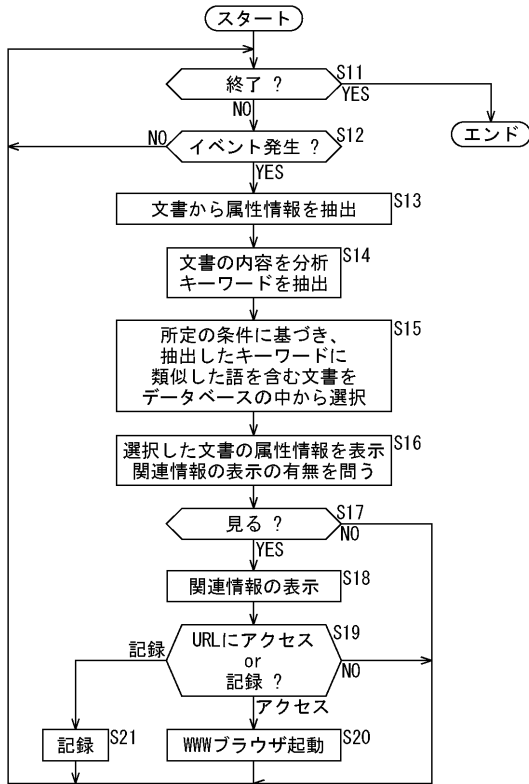 スタート
終了 ?
S11
YES
NO
エンド
イベント発生 ?
S12
NO
YES
文書から属性情報を抽出
S13
文書の内容を分析
キーワードを抽出
S14
所定の条件に基づき、
抽出したキーワードに
類似した語を含む文書を
データベースの中から選択
S15
選択した文書の属性情報を表示
関連情報の表示の有無を問う
S16
見る ?
S17
NO
YES
関連情報の表示
S18
URLにアクセス
or
記録 ?
S19
記録
NO
アクセス
記録
S21
WWWブラウザ起動
S20